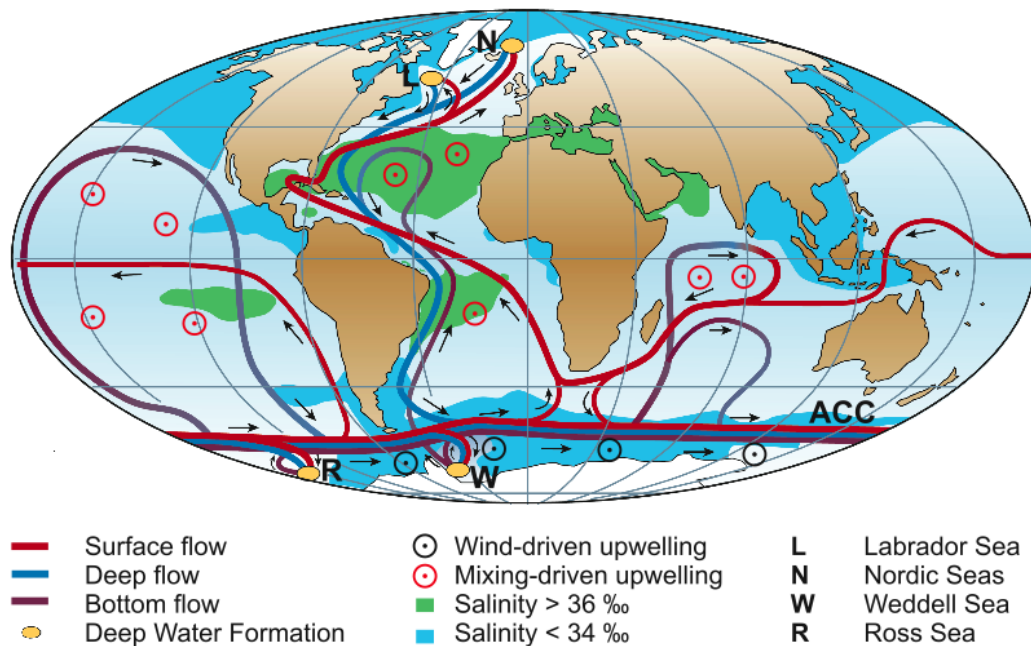 N
L
ACC
R
W
Surface flow
Deep flow
Bottom flow
Deep Water Formation
Wind-driven upwelling
Mixing-driven upwelling
Salinity > 36 ‰
Salinity < 34 ‰
L Labrador Sea
N Nordic Seas
W Weddell Sea
R Ross Sea